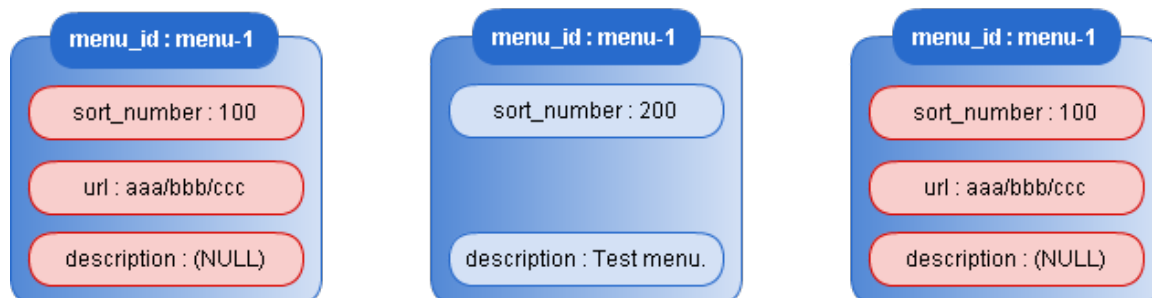 menu_id : menu-1
sort_number : 100
url : aaa/bbb/ccc
description : (NULL)
menu_id : menu-1
sort_number : 200
description : Test menu.
menu_id : menu-1
sort_number : 100
url : aaa/bbb/ccc
description : (NULL)